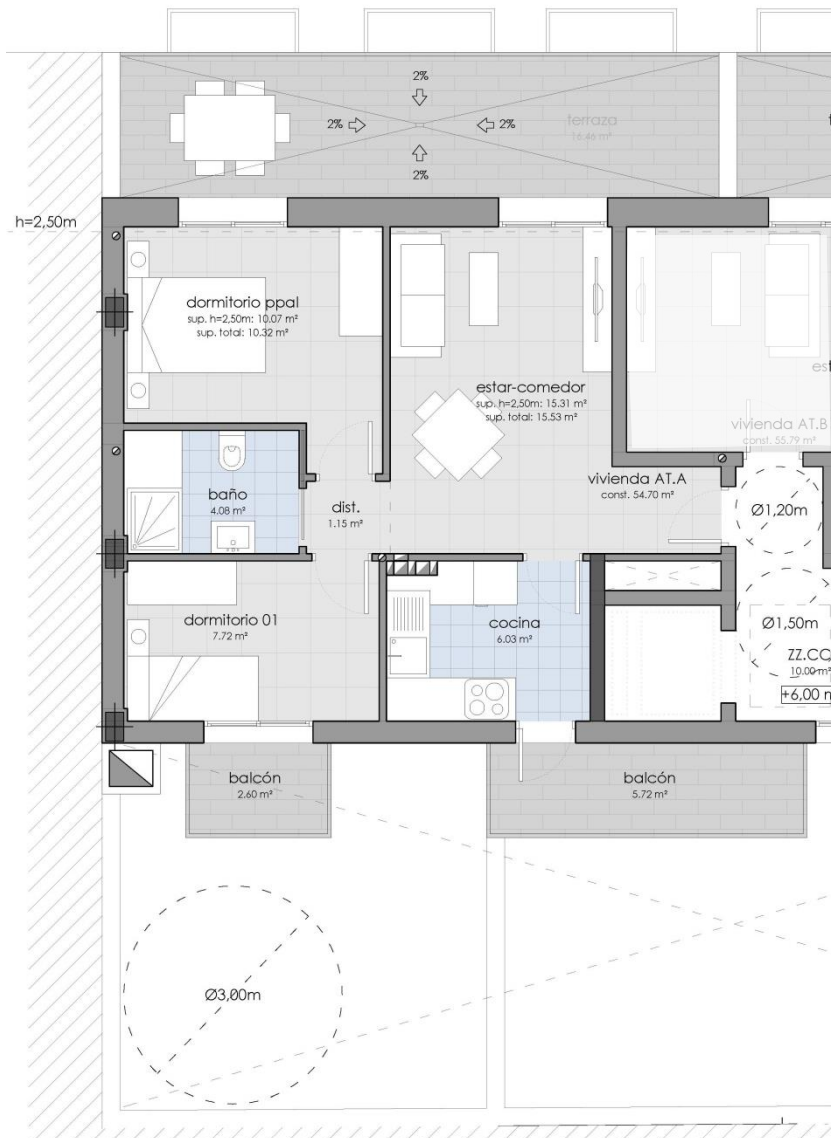 2%
2%
2%
2%
terraza
16.46 m²
h=2,50m
dormitorio ppal
sup. h=2,50m: 10.07 m²
sup. total: 10.32 m²
estar-comedor
sup. h=2,50m: 15.31 m²
sup. total: 15.53 m²
vivienda AT.B
const. 55.79 m²
vivienda AT.A
const. 54.70 m²
baño
4.08 m²
dist.
1.15 m²
Ø1,20m
dormitorio 01
7.72 m²
cocina
6.03 m²
Ø1,50m
ZZ.CO
10.00 m²
+6,00 m
balcón
2.60 m²
balcón
5.72 m²
Ø3,00m